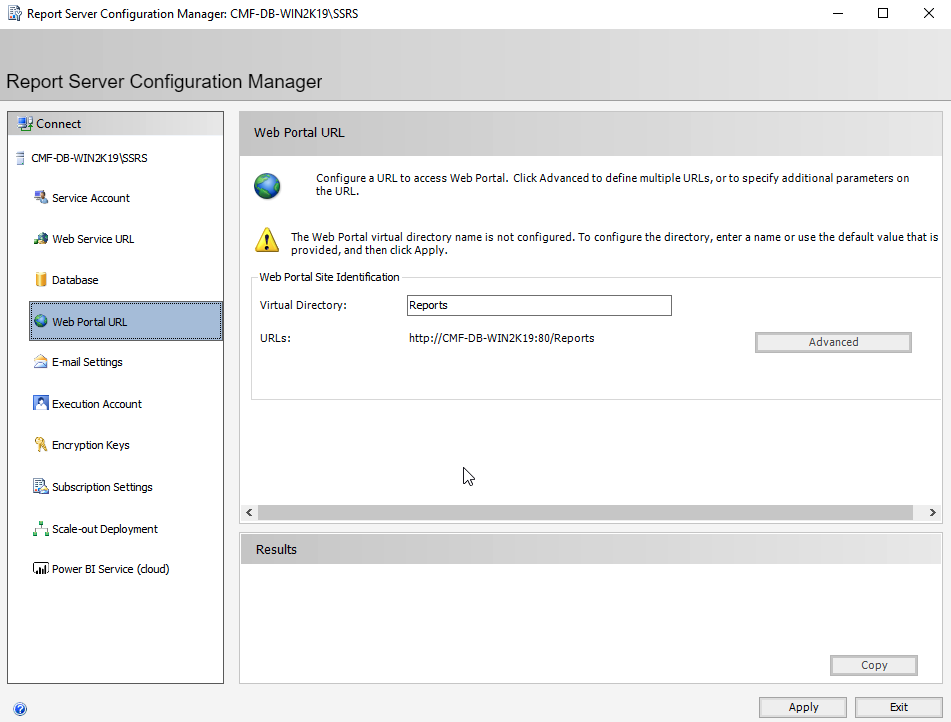 Report Server Configuration Manager: CMF-DB-WIN2K19\SSRS
Report Server Configuration Manager
Connect
CMF-DB-WIN2K19\SSRS
Service Account
Web Service URL
Database
Web Portal URL
E-mail Settings
Execution Account
Encryption Keys
Subscription Settings
Scale-out Deployment
Power BI Service (cloud)
Web Portal URL
Configure a URL to access Web Portal. Click Advanced to define multiple URLs, or to specify additional parameters on
the URL.
The Web Portal virtual directory name is not configured. To configure the directory, enter a name or use the default value that is
provided, and then click Apply.
Web Portal Site Identification
Virtual Directory: Reports
URLs: http://CMF-DB-WIN2K19:80/Reports
Advanced
Results
Copy
Apply Exit